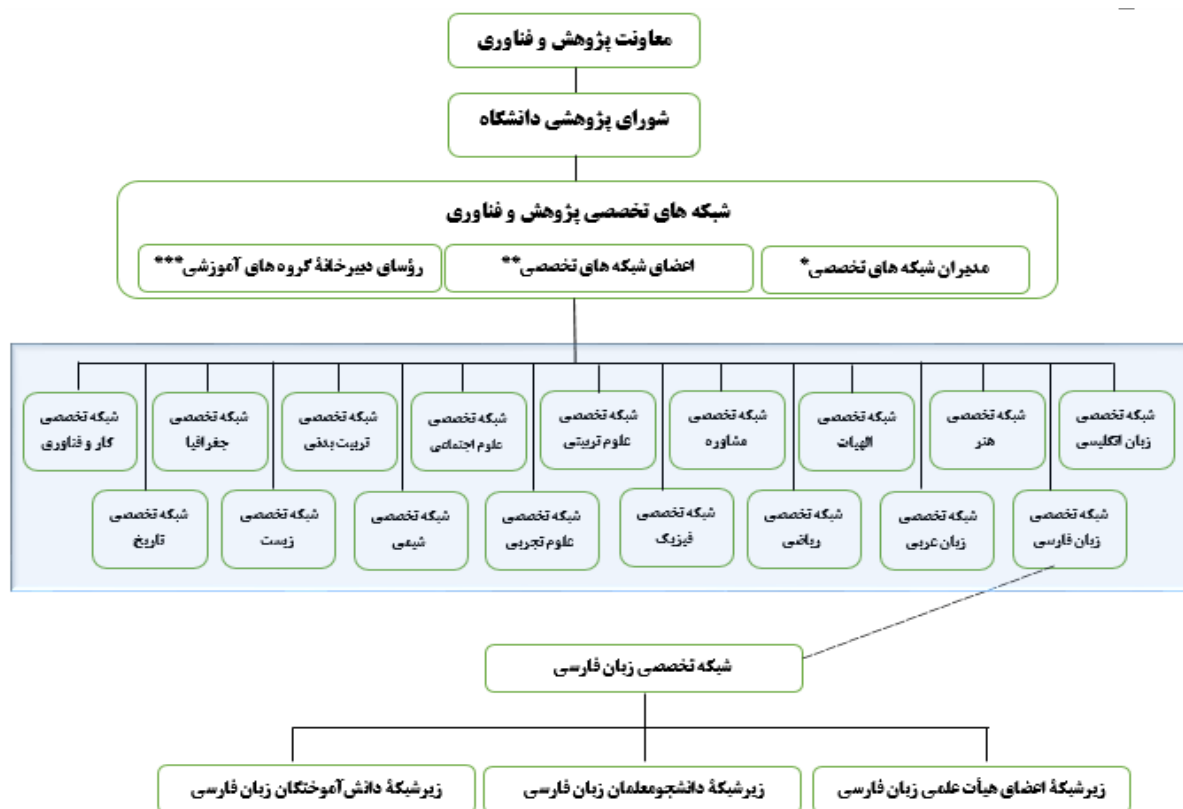 معاونت پژوهش و فناوری
شورای پژوهشی دانشگاه
شبکه های تخصصی پژوهش و فناوری
مدیران شبکه های تخصصی*
اعضای شبکه های تخصصی**
رؤسای دبیرخانهٔ گروه های آموزشی***
شبکه تخصصی
زبان انگلیسی
شبکه تخصصی
هنر
شبکه تخصصی
الهیات
شبکه تخصصی
مشاوره
شبکه تخصصی
علوم تربیتی
شبکه تخصصی
علوم اجتماعی
شبکه تخصصی
تربیت بدنی
شبکه تخصصی
جغرافیا
شبکه تخصصی
کار و فناوری
شبکه تخصصی
زبان فارسی
شبکه تخصصی
زبان عربی
شبکه تخصصی
ریاضی
شبکه تخصصی
فیزیک
شبکه تخصصی
علوم تجربی
شبکه تخصصی
شیمی
شبکه تخصصی
زیست
شبکه تخصصی
تاریخ
شبکه تخصصی زبان فارسی
زیرشبکهٔ اعضای هیأت علمی زبان فارسی
زیرشبکهٔ دانشجومعلمان زبان فارسی
زیرشبکهٔ دانش‌آموختگان زبان فارسی